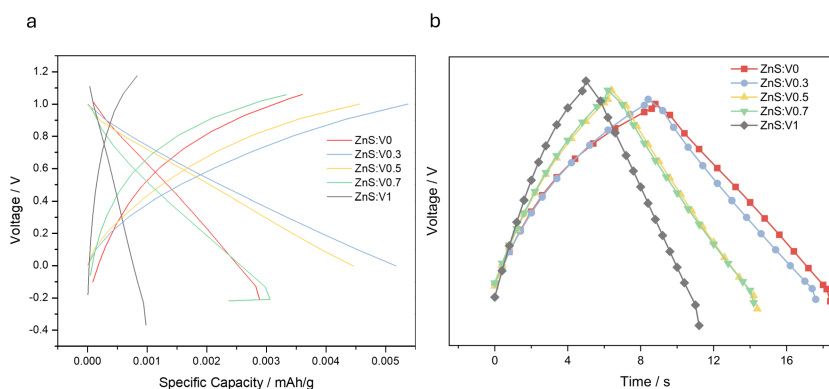 a
b
1.2
1.0
0.8
0.6
0.4
0.2
0.0
-0.2
-0.4
Voltage / V
ZnS:V0
ZnS:V0.3
ZnS:V0.5
ZnS:V0.7
ZnS:V1
0.000
0.001
0.002
0.003
0.004
0.005
Specific Capacity / mAh/g
Voltage / V
ZnS:V0
ZnS:V0.3
ZnS:V0.5
ZnS:V0.7
ZnS:V1
0
4
8
12
16
Time / s